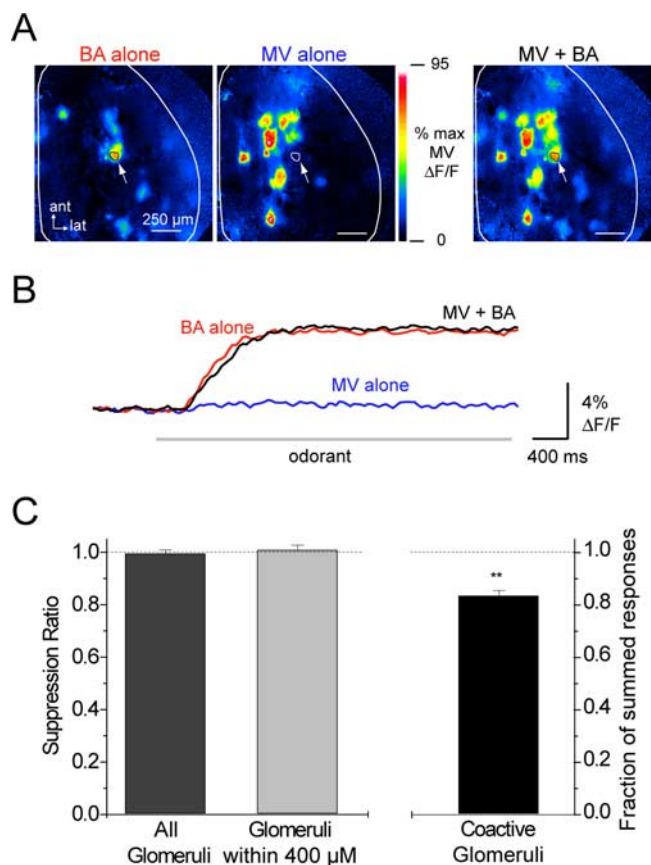 A
BA alone
MV alone
MV + BA
95
% max
MV
ΔF/F
0
ant
lat
250 µm
B
BA alone
MV + BA
MV alone
4%
ΔF/F
odorant
400 ms
C
Suppression Ratio
1.0
0.8
0.6
0.4
0.2
0.0
All
Glomeruli
Glomeruli
within 400 µM
**
Coactive
Glomeruli
1.0
0.8
0.6
0.4
0.2
0.0
Fraction of summed responses